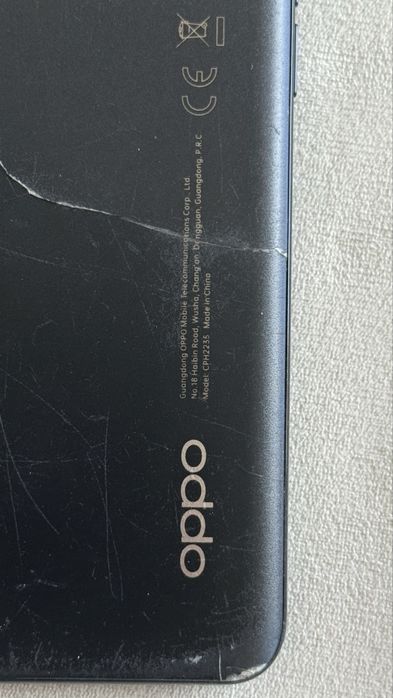 Guangdong OPPO Mobile Telecommunications Corp., Ltd.
No.18 Haibin Road, Wusha, Chang'an, Dongguan, Guangdong, P.R.C
Model: CPH2235 Made in China
CE
oppo